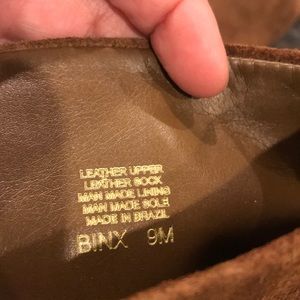 LEATHER UPPER
LEATHER SOCK
MAN MADE LINING
MAN MADE SOLE
MADE IN BRAZIL
BINX 9M